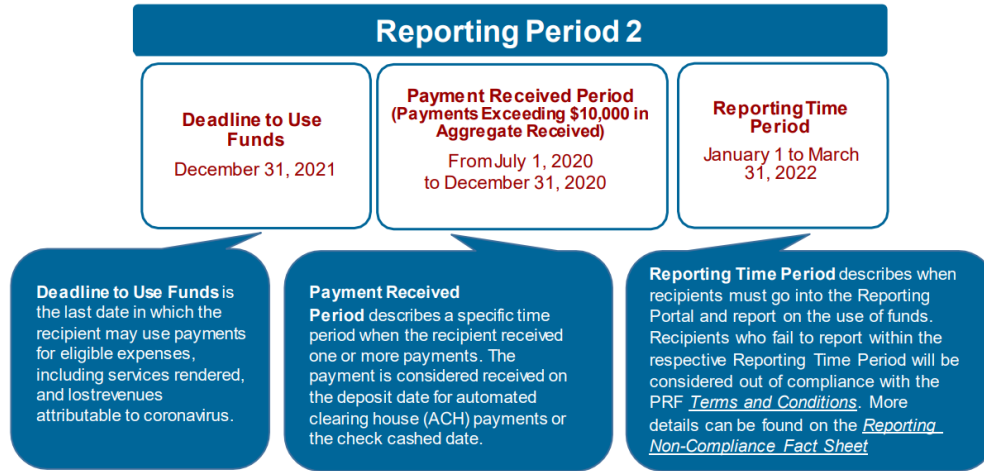 Reporting Period 2
Deadline to Use
Funds
December 31, 2021
Payment Received Period
(Payments Exceeding $10,000 in
Aggregate Received)
From July 1, 2020
to December 31, 2020
Reporting Time
Period
January 1 to March
31, 2022
Deadline to Use Funds is
the last date in which the
recipient may use payments
for eligible expenses,
including services rendered,
and lostrevenues
attributable to coronavirus.
Payment Received
Period describes a specific time
period when the recipient received
one or more payments. The
payment is considered received on
the deposit date for automated
clearing house (ACH) payments or
the check cashed date.
Reporting Time Period describes when
recipients must go into the Reporting
Portal and report on the use of funds.
Recipients who fail to report within the
respective Reporting Time Period will be
considered out of compliance with the
PRF Terms and Conditions. More
details can be found on the Reporting
Non-Compliance Fact Sheet